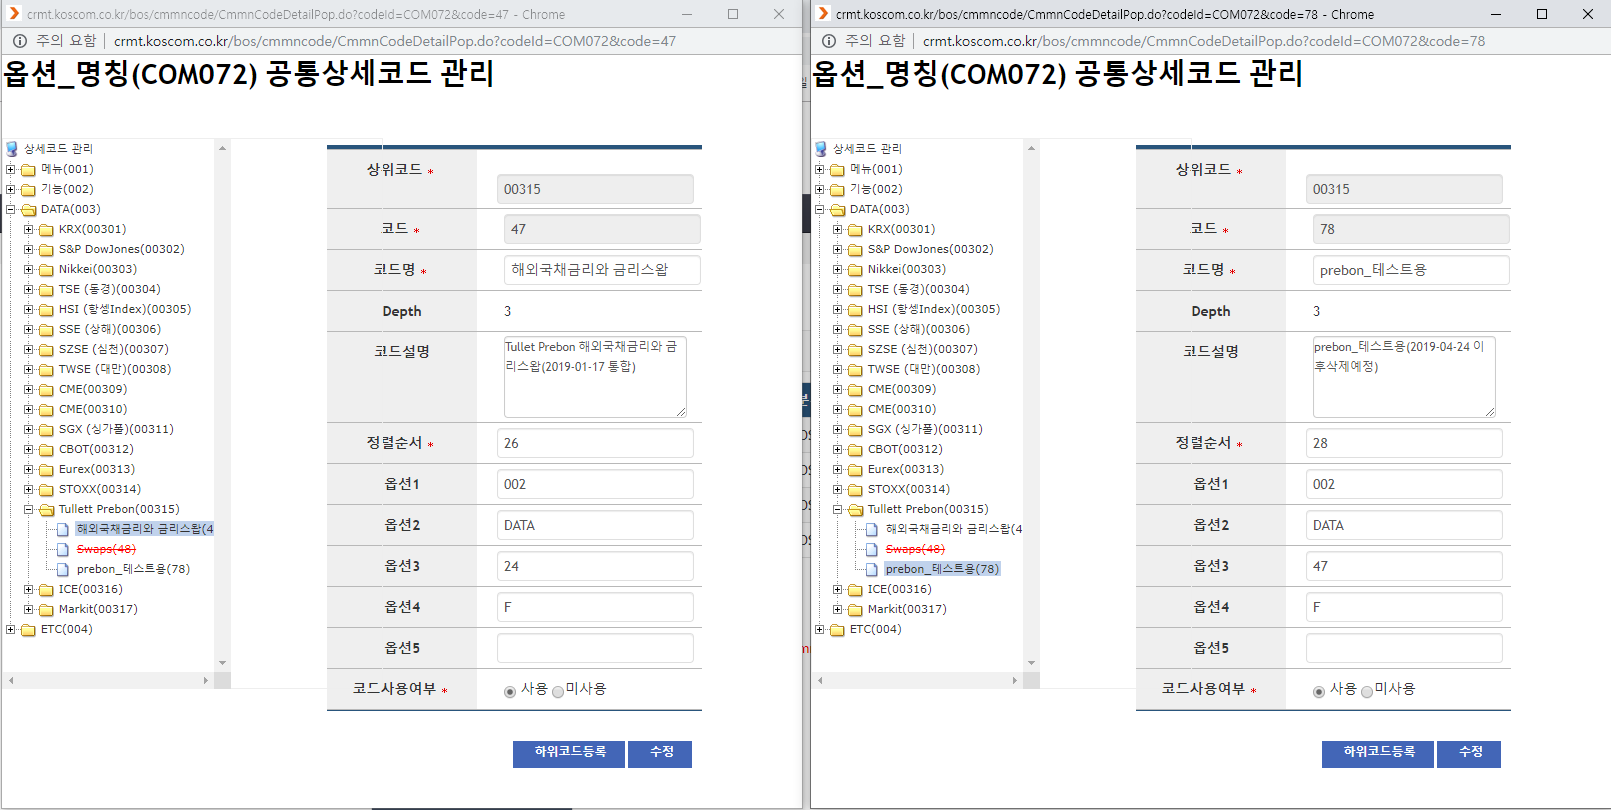 crmt.koscom.co.kr/bos/cmmncode/CmmnCodeDetailPop.do?codeId=COM072&code=47 - Chrome
주의 요함 crmt.koscom.co.kr/bos/cmmncode/CmmnCodeDetailPop.do?codeId=COM072&code=47
옵션_명칭(COM072) 공통상세코드 관리
상세코드 관리
메뉴(001)
기능(002)
DATA(003)
KRX(00301)
S&P DowJones(00302)
Nikkei(00303)
TSE (동경)(00304)
HSI (항셍Index)(00305)
SSE (상해)(00306)
SZSE (심천)(00307)
TWSE (대만)(00308)
CME(00309)
CME(00310)
SGX (싱가폴)(00311)
CBOT(00312)
Eurex(00313)
STOXX(00314)
Tullett Prebon(00315)
해외국채금리와 금리스왑(4
Swaps(48)
prebon_테스트용(78)
ICE(00316)
Markit(00317)
ETC(004)
상위코드 *
00315
코드 * 47
코드명 * 해외국채금리와 금리스왑
Depth 3
코드설명 Tullet Prebon 해외국채금리와 금
리스왑(2019-01-17 통합)
정렬순서 * 26
옵션1 002
옵션2 DATA
옵션3 24
옵션4 F
옵션5
코드사용여부 * 사용 미사용
하위코드등록 수정
crmt.koscom.co.kr/bos/cmmncode/CmmnCodeDetailPop.do?codeId=COM072&code=78 - Chrome
주의 요함 crmt.koscom.co.kr/bos/cmmncode/CmmnCodeDetailPop.do?codeId=COM072&code=78
옵션_명칭(COM072) 공통상세코드 관리
상세코드 관리
메뉴(001)
기능(002)
DATA(003)
KRX(00301)
S&P DowJones(00302)
Nikkei(00303)
TSE (동경)(00304)
HSI (항셍Index)(00305)
SSE (상해)(00306)
SZSE (심천)(00307)
TWSE (대만)(00308)
CME(00309)
CME(00310)
SGX (싱가폴)(00311)
CBOT(00312)
Eurex(00313)
STOXX(00314)
Tullett Prebon(00315)
해외국채금리와 금리스왑(4
Swaps(48)
prebon_테스트용(78)
ICE(00316)
Markit(00317)
ETC(004)
상위코드 *
00315
코드 * 78
코드명 * prebon_테스트용
Depth 3
코드설명 prebon_테스트용(2019-04-24 이
후삭제예정)
정렬순서 * 28
옵션1 002
옵션2 DATA
옵션3 47
옵션4 F
옵션5
코드사용여부 * 사용 미사용
하위코드등록 수정